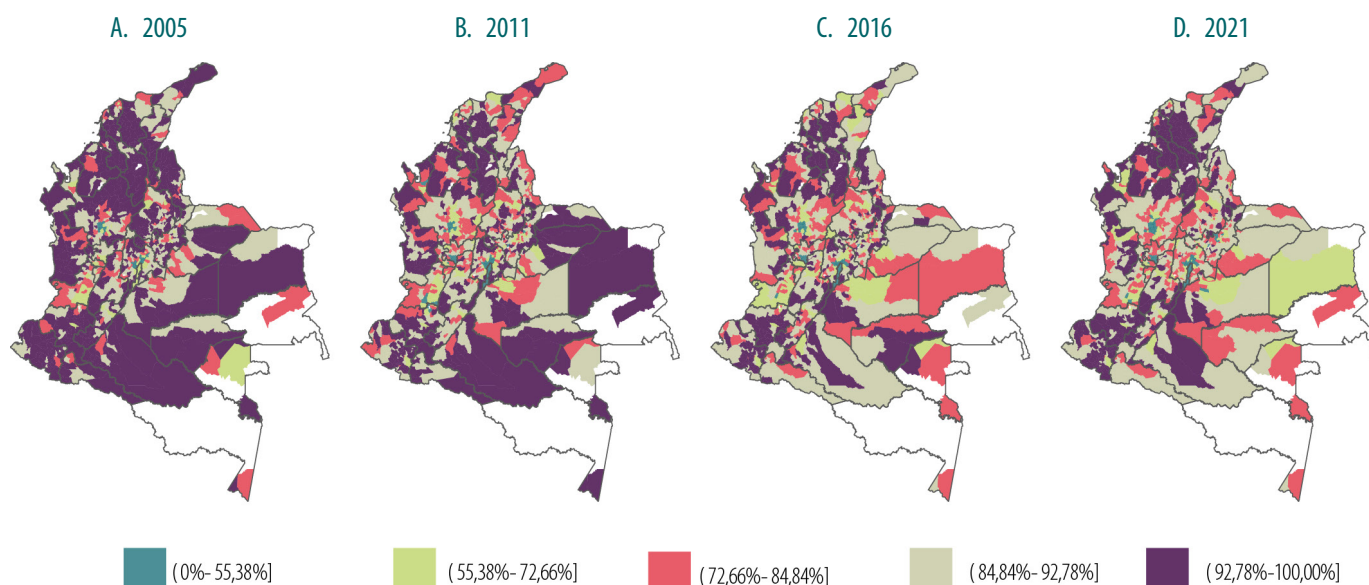 A. 2005
B. 2011
C. 2016
D. 2021
( 0%- 55,38%]
( 55,38%- 72,66%]
( 72,66%- 84,84%]
( 84,84%- 92,78%]
( 92,78%-100,00%]